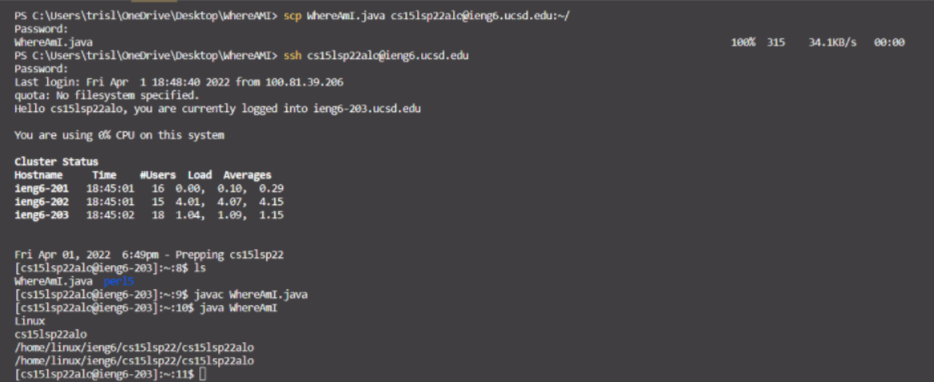 PS C:\Users\trisl\OneDrive\Desktop\WhereAMI> scp WhereAmI.java cs15lsp22alo@ieng6.ucsd.edu:~/
Password:
WhereAmI.java 100% 315 34.1KB/s 00:00
PS C:\Users\trisl\OneDrive\Desktop\WhereAMI> ssh cs15lsp22alo@ieng6.ucsd.edu
Password:
Last login: Fri Apr 1 18:48:40 2022 from 100.81.39.206
quota: No filesystem specified.
Hello cs15lsp22alo, you are currently logged into ieng6-203.ucsd.edu
You are using 0% CPU on this system
Cluster Status
Hostname Time #Users Load Averages
ieng6-201 18:45:01 16 0.00, 0.10, 0.29
ieng6-202 18:45:01 15 4.01, 4.07, 4.15
ieng6-203 18:45:02 18 1.04, 1.09, 1.15
Fri Apr 01, 2022 6:49pm - Prepping cs15lsp22
[cs15lsp22alo@ieng6-203]:~:8$ ls
WhereAmI.java perl5
[cs15lsp22alo@ieng6-203]:~:9$ javac WhereAmI.java
[cs15lsp22alo@ieng6-203]:~:10$ java WhereAmI
Linux
cs15lsp22alo
/home/linux/ieng6/cs15lsp22/cs15lsp22alo
/home/linux/ieng6/cs15lsp22/cs15lsp22alo
[cs15lsp22alo@ieng6-203]:~:11$